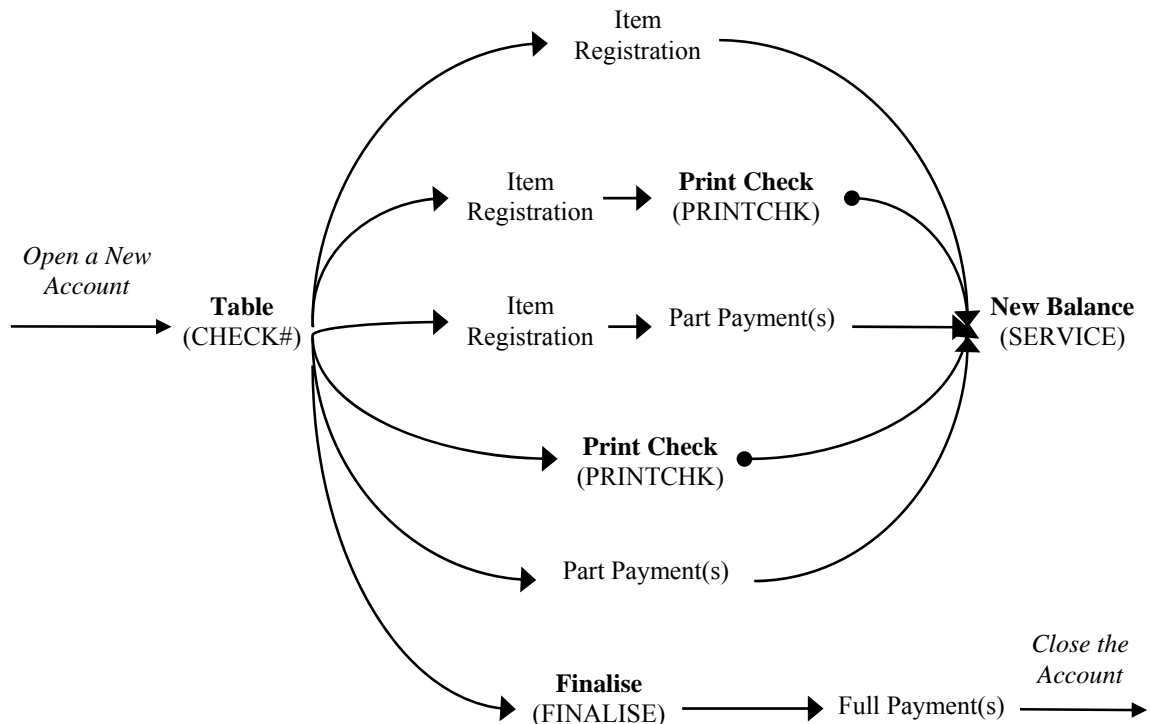 Item
Registration
Item
Registration
Print Check
(PRINTCHK)
Open a New
Account
Table
(CHECK#)
Item
Registration
Part Payment(s)
New Balance
(SERVICE)
Print Check
(PRINTCHK)
Part Payment(s)
Finalise
(FINALISE)
Full Payment(s)
Close the
Account